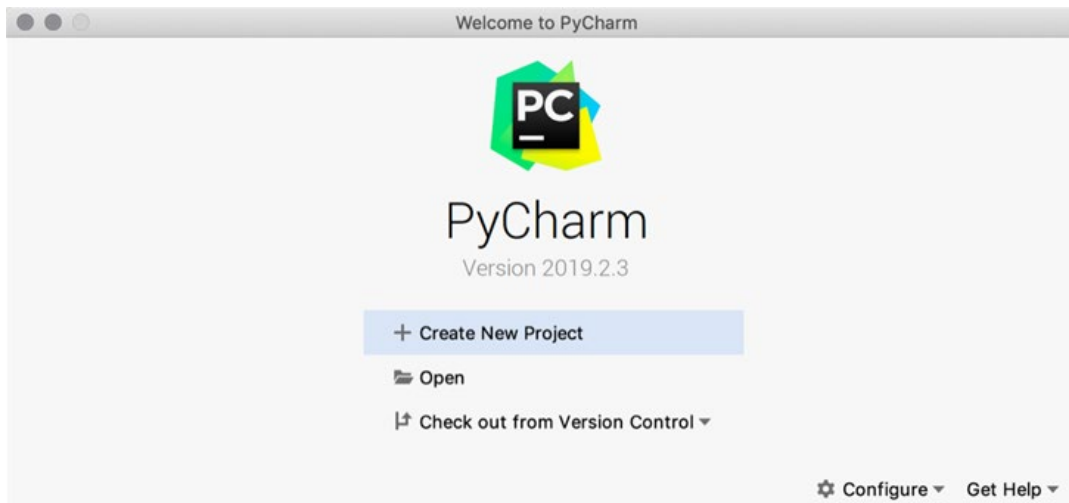 Welcome to PyCharm
PC
PyCharm
Version 2019.2.3
Create New Project
Open
Check out from Version Control
Configure Get Help